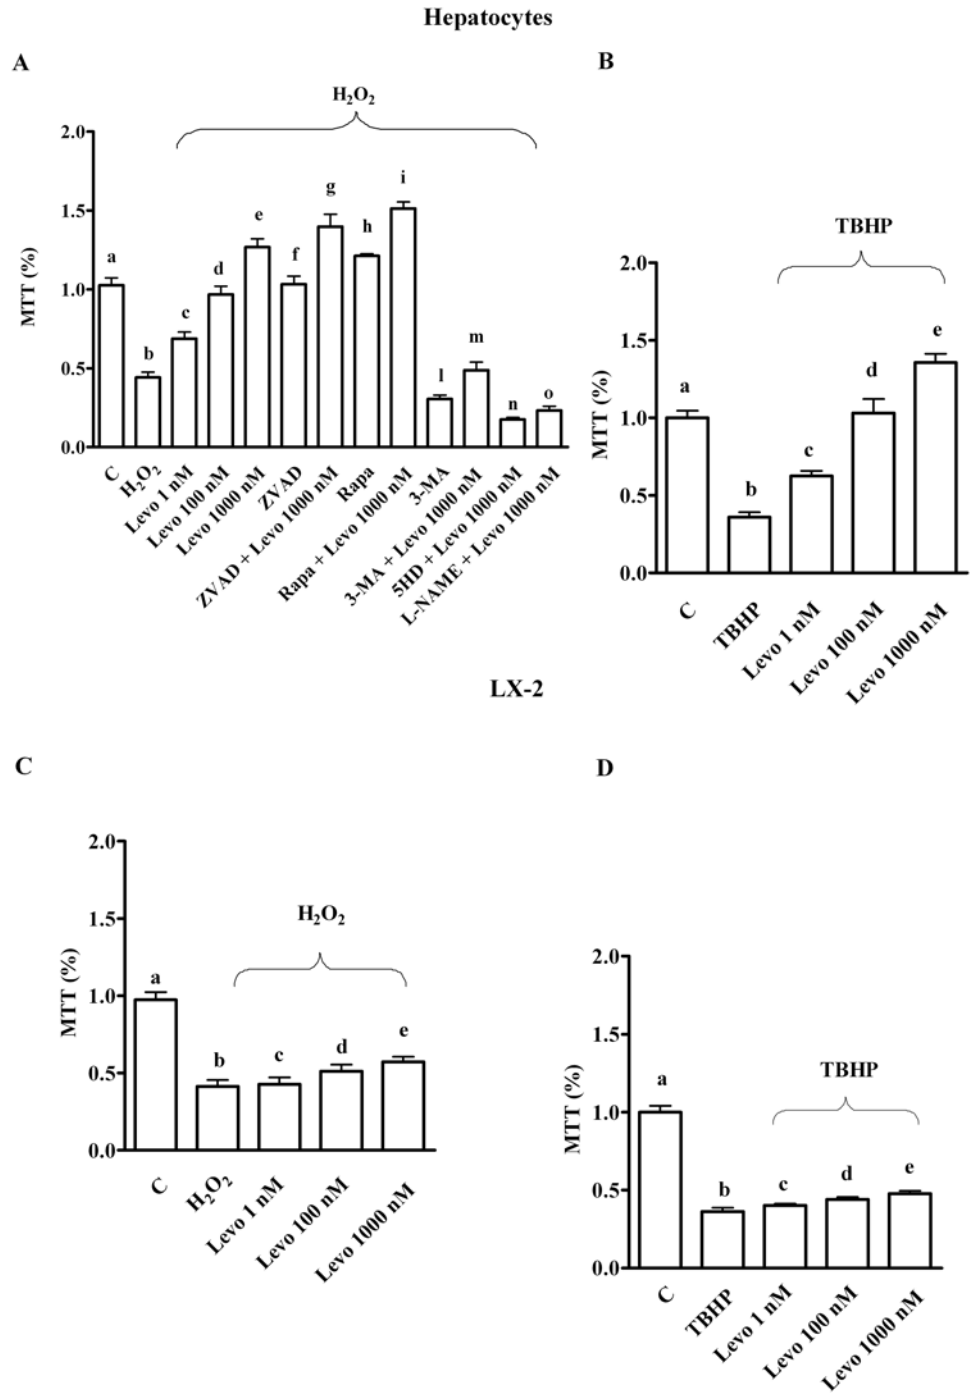 Hepatocytes
A
H₂O₂
2.0
1.5
1.0
0.5
0.0
MTT (%)
a
b
c
d
e
f
g
h
i
l
m
n
o
C
H₂O₂
Levo 1 nM
Levo 100 nM
Levo 1000 nM
ZVAD
ZVAD + Levo 1000 nM
Rapa
Rapa + Levo 1000 nM
3-MA
3-MA + Levo 1000 nM
5HD + Levo 1000 nM
L-NAME + Levo 1000 nM
B
TBHP
2.0
1.5
1.0
0.5
0.0
MTT (%)
a
b
c
d
e
C
TBHP
Levo 1 nM
Levo 100 nM
Levo 1000 nM
LX-2
C
H₂O₂
2.0
1.5
1.0
0.5
0.0
MTT (%)
a
b
c
d
e
C
H₂O₂
Levo 1 nM
Levo 100 nM
Levo 1000 nM
D
TBHP
2.0
1.5
1.0
0.5
0.0
MTT (%)
a
b
c
d
e
C
TBHP
Levo 1 nM
Levo 100 nM
Levo 1000 nM